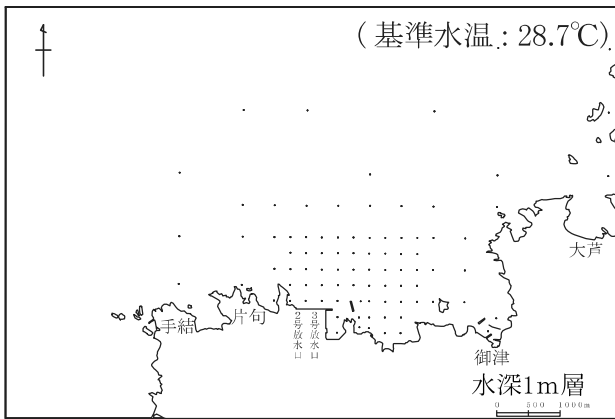 (基準水温：28.7℃)
大芦
手結
片句
2号放水口
3号放水口
御津
水深1m層
0 500 1000m